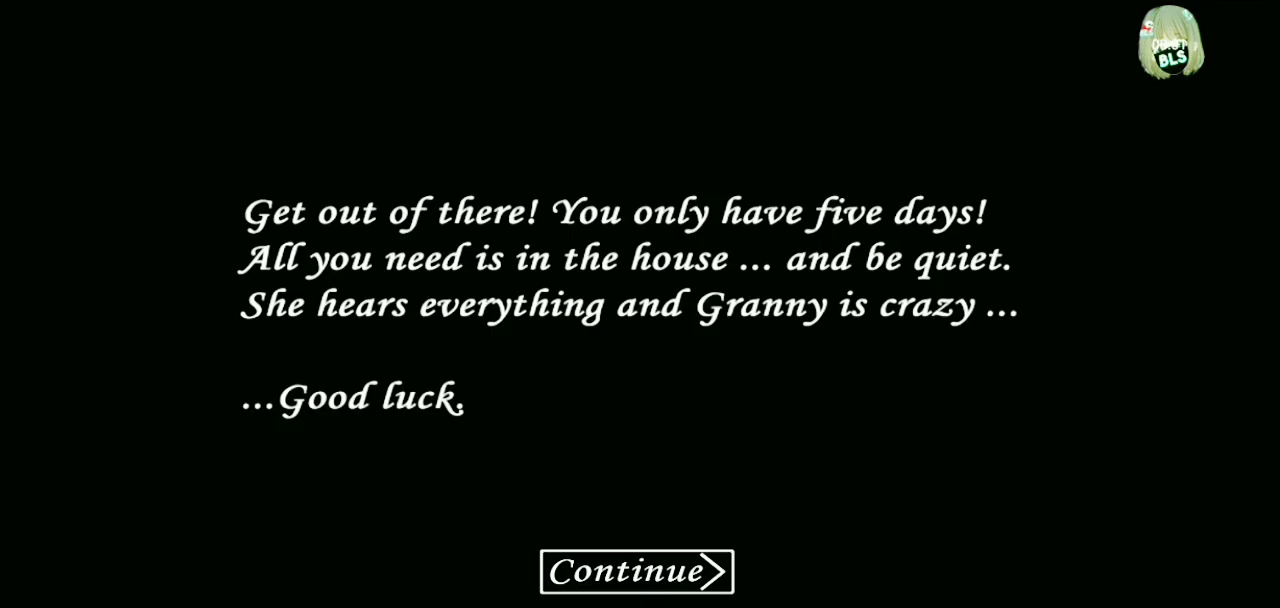 Get out of there! You only have five days!
All you need is in the house ... and be quiet.
She hears everything and Granny is crazy ...
...Good luck.
Continue
BLS